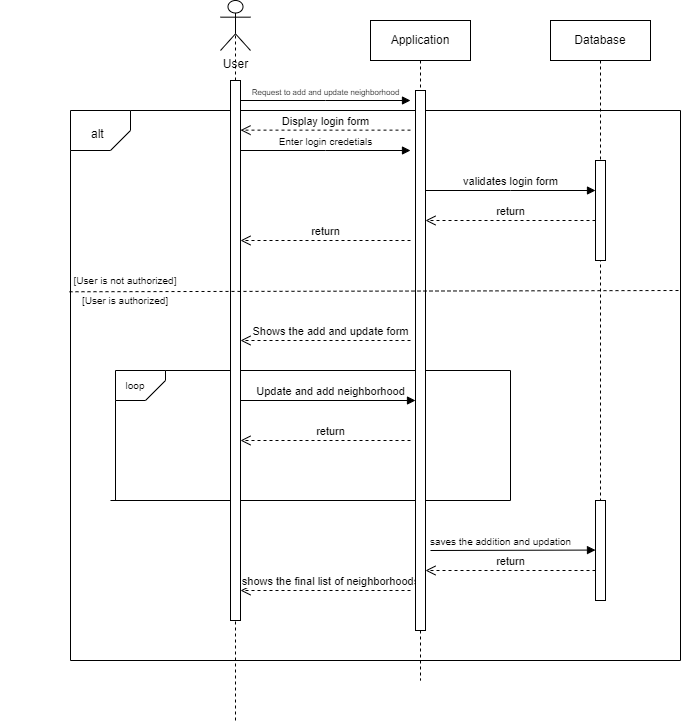 User
Application
Database
Request to add and update neighborhood
alt
Display login form
Enter login credetials
validates login form
return
return
[User is not authorized]
[User is authorized]
Shows the add and update form
loop
Update and add neighborhood
return
saves the addition and updation
return
shows the final list of neighborhoods